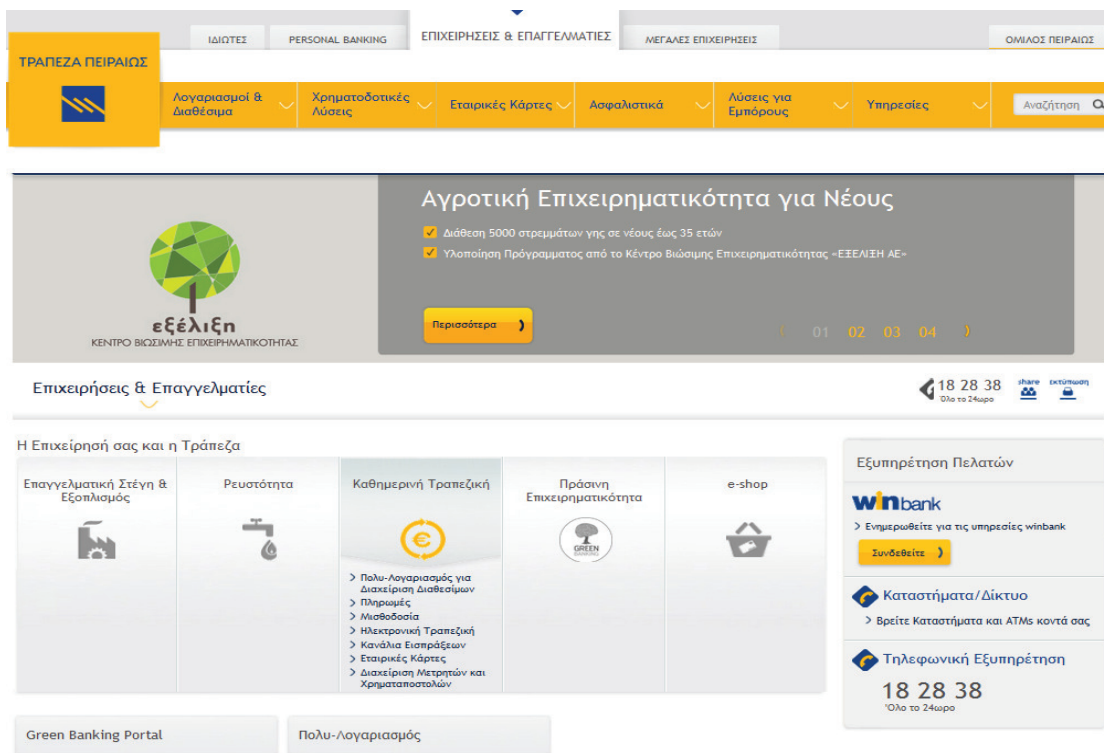 ΙΔΙΩΤΕΣ
PERSONAL BANKING
ΕΠΙΧΕΙΡΗΣΕΙΣ & ΕΠΑΓΓΕΛΜΑΤΙΕΣ
ΜΕΓΑΛΕΣ ΕΠΙΧΕΙΡΗΣΕΙΣ
ΟΜΙΛΟΣ ΠΕΙΡΑΙΩΣ
ΤΡΑΠΕΖΑ ΠΕΙΡΑΙΩΣ
Λογαριασμοί &
Διαθέσιμα
Χρηματοδοτικές
Λύσεις
Εταιρικές Κάρτες
Ασφαλιστικά
Λύσεις για
Εμπόρους
Υπηρεσίες
Αναζήτηση
εξέλιξη
ΚΕΝΤΡΟ ΒΙΩΣΙΜΗΣ ΕΠΙΧΕΙΡΗΜΑΤΙΚΟΤΗΤΑΣ
Αγροτική Επιχειρηματικότητα για Νέους
Διάθεση 5000 στρεμμάτων γης σε νέους έως 35 ετών
Υλοποίηση Προγράμματος από το Κέντρο Βιώσιμης Επιχειρηματικότητας «ΕΞΕΛΙΞΗ ΑΕ»
Περισσότερα
01 02 03 04
Επιχειρήσεις & Επαγγελματίες
18 28 38
Όλο το 24ωρο
share
εκτύπωση
Η Επιχείρησή σας και η Τράπεζα
Επαγγελματική Στέγη &
Εξοπλισμός
Ρευστότητα
Καθημερινή Τραπεζική
> Πολυ-Λογαριασμός για
Διαχείριση Διαθεσίμων
> Πληρωμές
> Μισθοδοσία
> Ηλεκτρονική Τραπεζική
> Κανάλια Εισπράξεων
> Εταιρικές Κάρτες
> Διαχείριση Μετρητών και
Χρηματαποστολών
Πράσινη
Επιχειρηματικότητα
GREEN
BANKING
e-shop
Εξυπηρέτηση Πελατών
winbank
> Ενημερωθείτε για τις υπηρεσίες winbank
Συνδεθείτε
Καταστήματα/Δίκτυο
> Βρείτε Καταστήματα και ATMs κοντά σας
Τηλεφωνική Εξυπηρέτηση
18 28 38
Όλο το 24ωρο
Green Banking Portal
Πολυ-Λογαριασμός